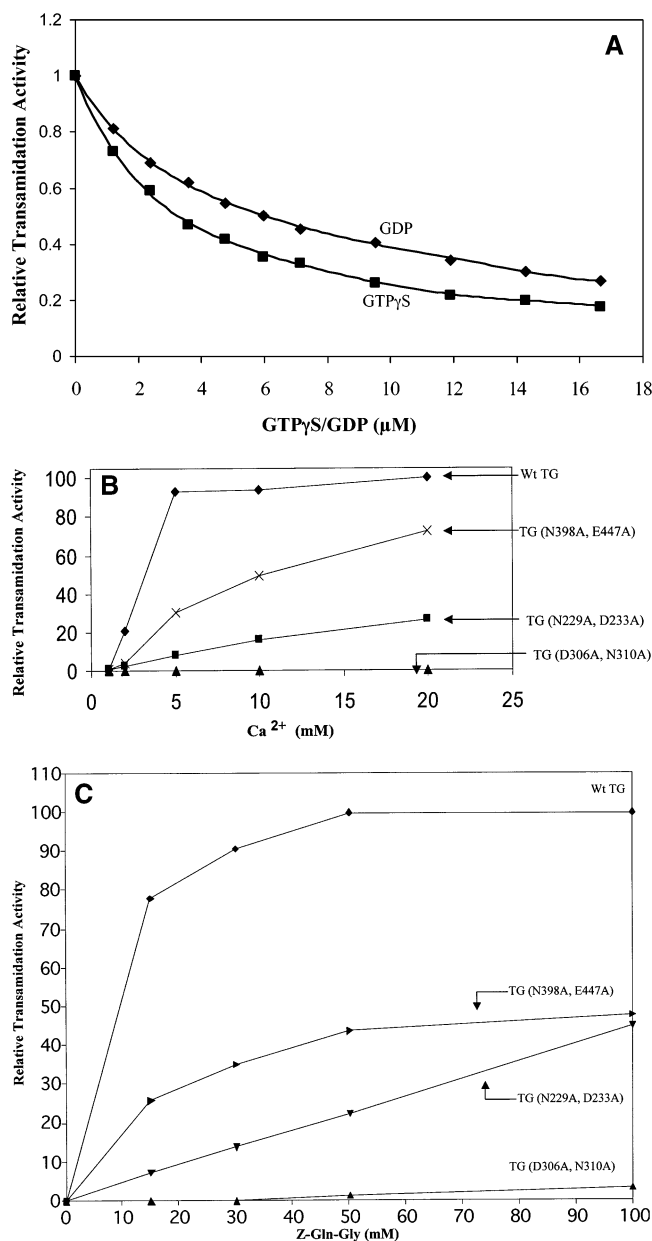 A
Relative Transamidation Activity
1.2
1
0.8
0.6
0.4
0.2
0
GDP
GTPγS
0 2 4 6 8 10 12 14 16 18
GTPγS/GDP (µM)
B
Relative Transamidation Activity
100
80
60
40
20
0
Wt TG
TG (N398A, E447A)
TG (N229A, D233A)
TG (D306A, N310A)
0 5 10 15 20 25
Ca 2+ (mM)
C
Relative Transamidation Activity
110
100
90
80
70
60
50
40
30
20
10
0
Wt TG
TG (N398A, E447A)
TG (N229A, D233A)
TG (D306A, N310A)
0 10 20 30 40 50 60 70 80 90 100
Z-Gln-Gly (mM)